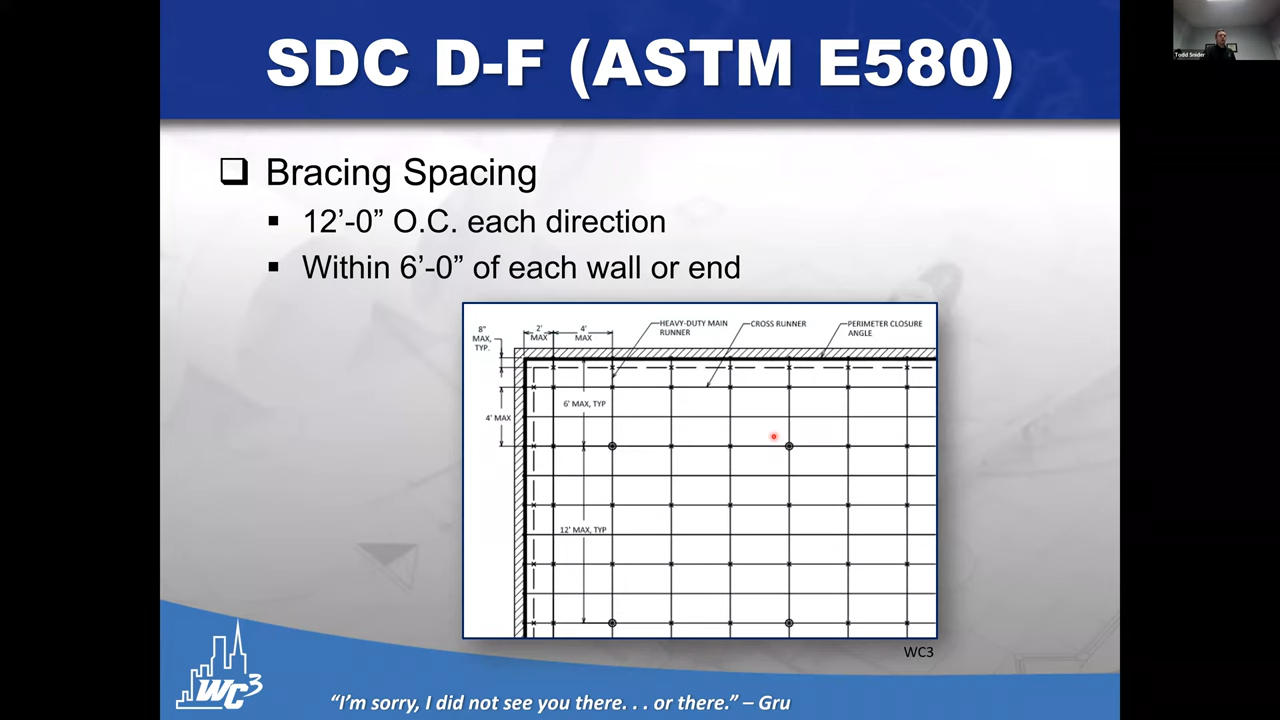 SDC D-F (ASTM E580)
Todd Snider
❑ Bracing Spacing
▪ 12’-0” O.C. each direction
▪ Within 6’-0” of each wall or end
8"
MAX,
TYP.
2'
MAX
4'
MAX
HEAVY-DUTY MAIN
RUNNER
CROSS RUNNER
PERIMETER CLOSURE
ANGLE
4' MAX
6' MAX, TYP
12' MAX, TYP
WC3
WC3
“I’m sorry, I did not see you there. . . or there.” – Gru